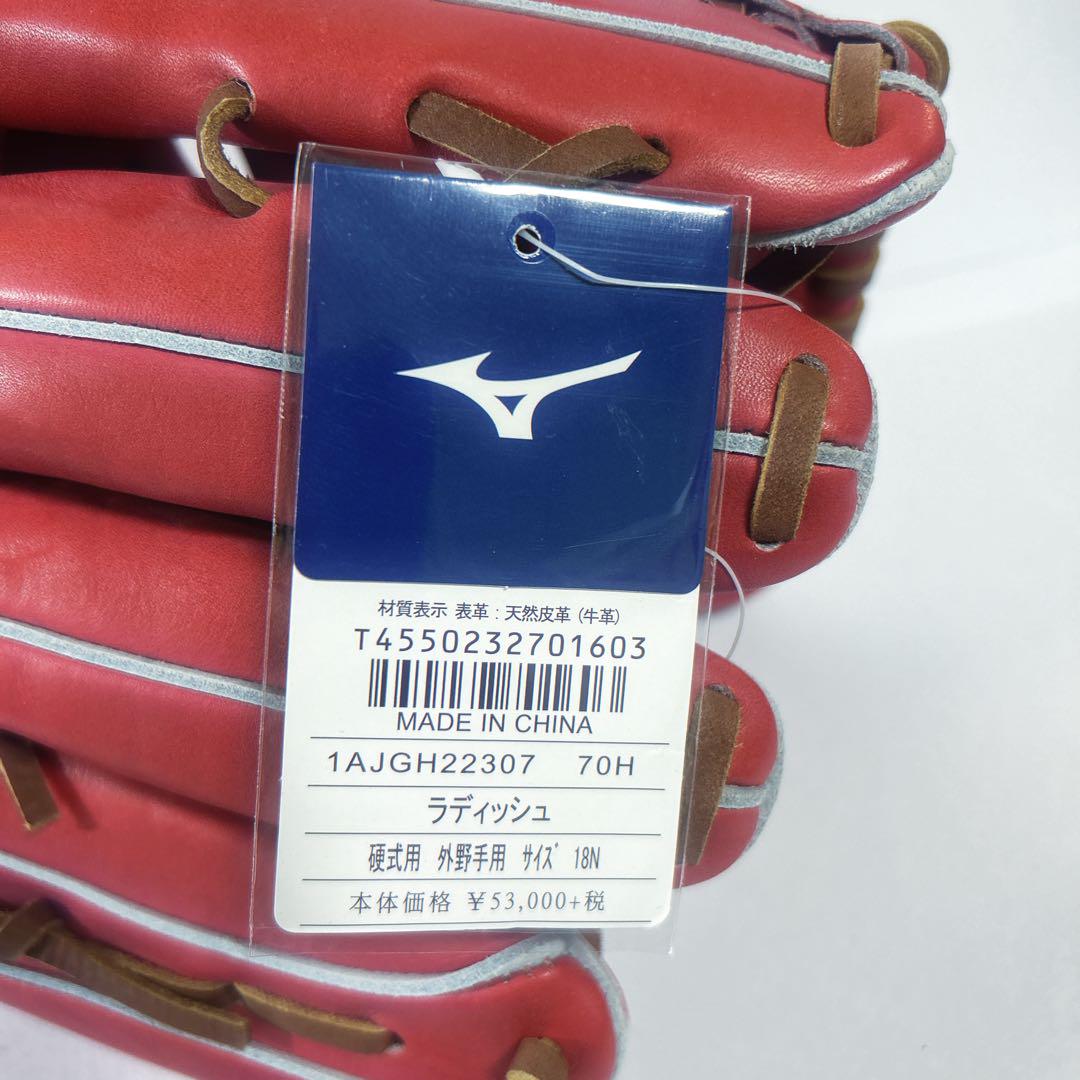 材質表示 表革：天然皮革（牛革）
T4550232701603
MADE IN CHINA
1AJGH22307 70H
ラディッシュ
硬式用 外野手用 ｻｲｽﾞ 18N
本体価格 ￥53,000+税